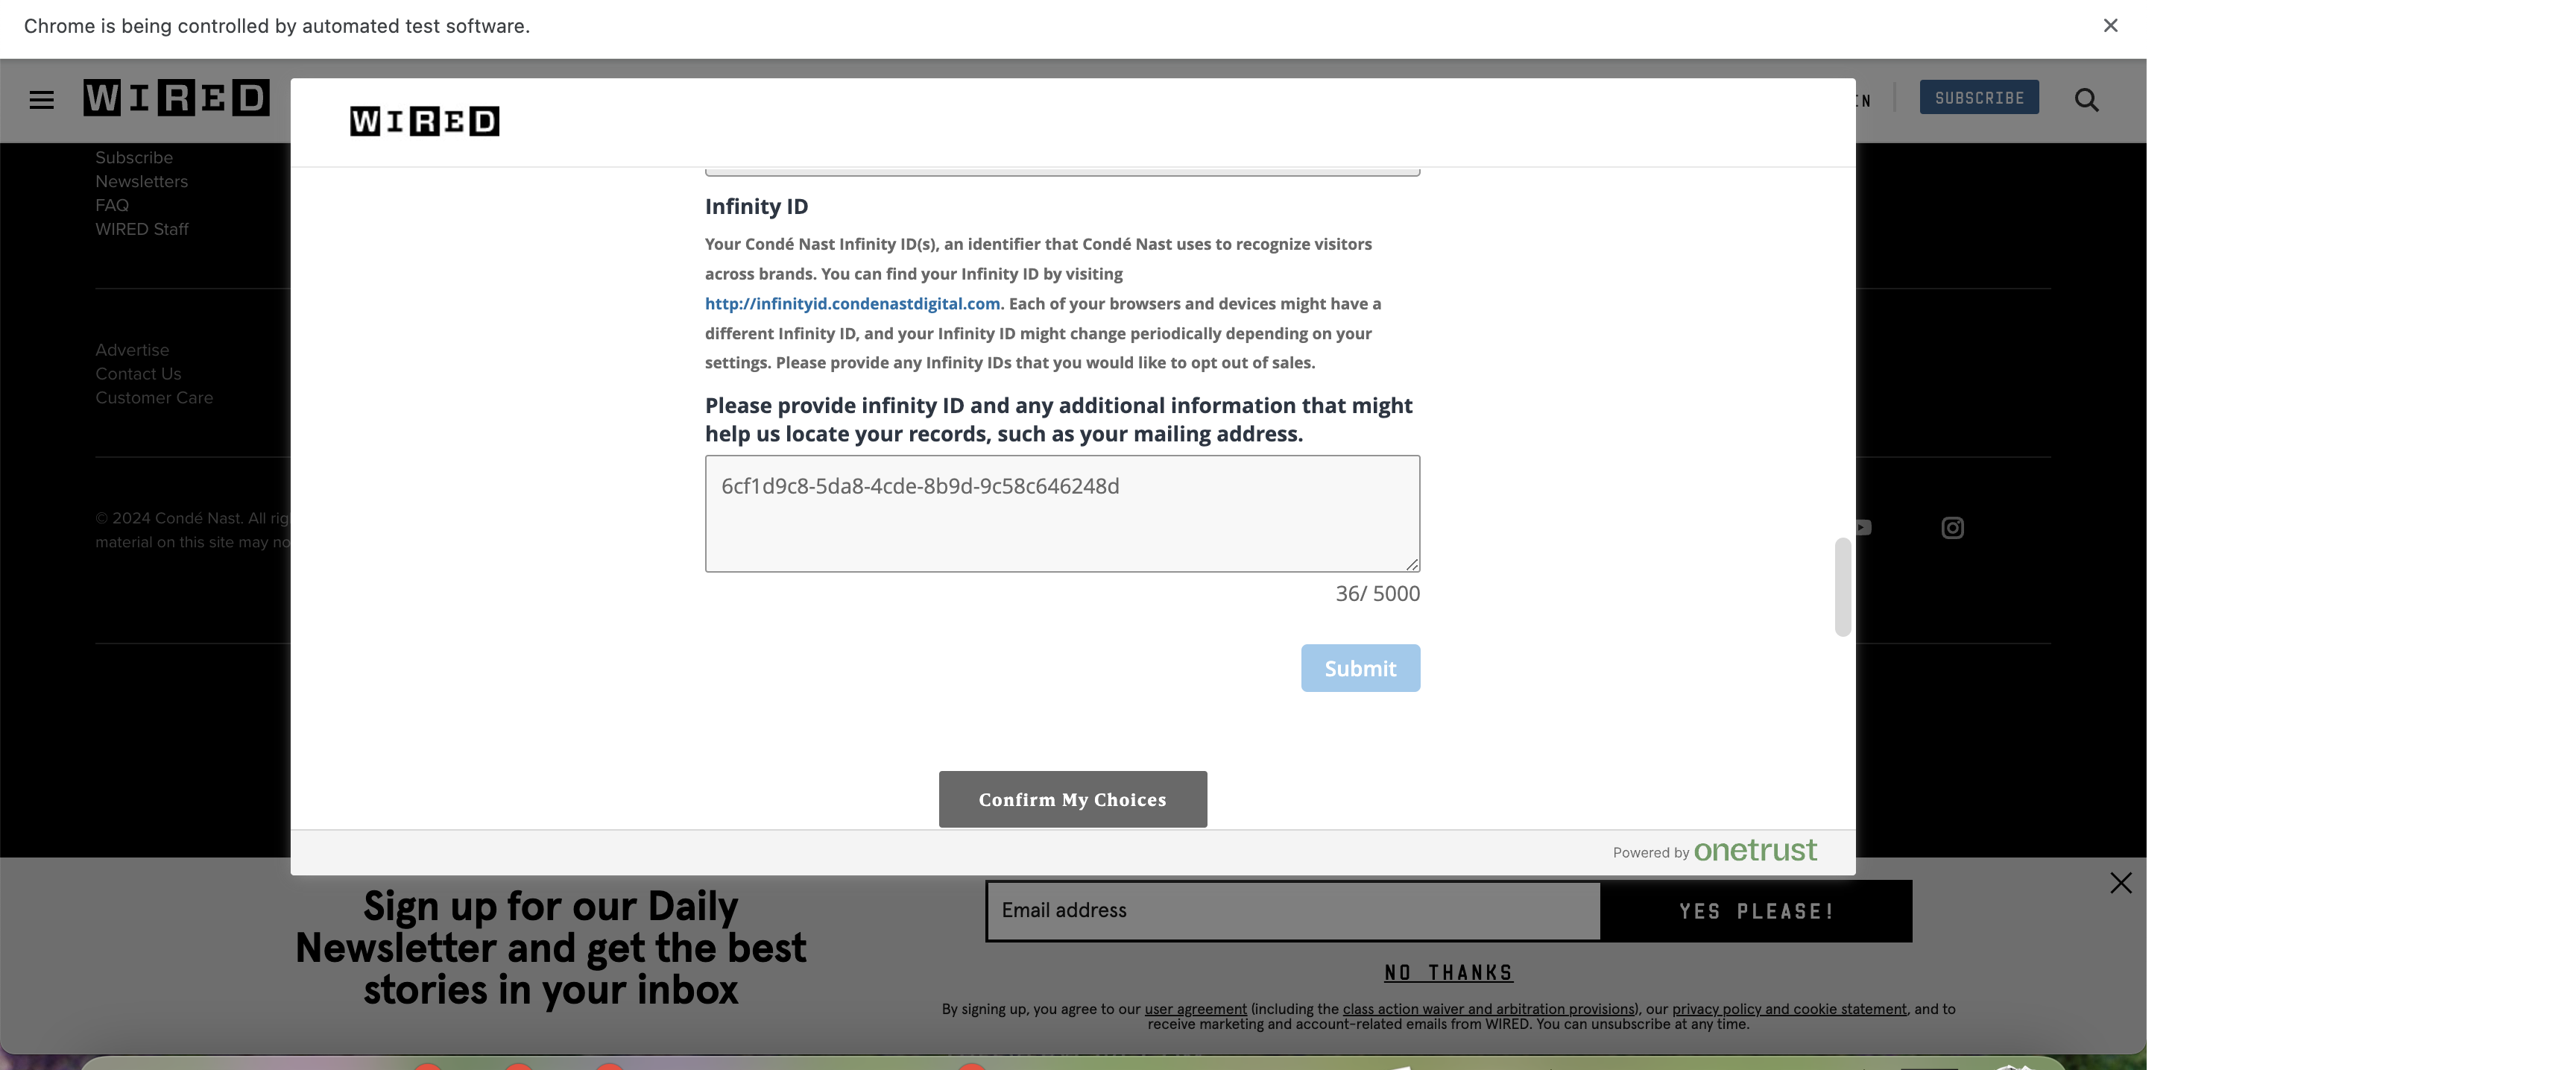 Chrome is being controlled by automated test software.
WIRED
SUBSCRIBE
WIRED
Subscribe
Newsletters
FAQ
WIRED Staff
Advertise
Contact Us
Customer Care
© 2024 Condé Nast. All
material on this site may
Infinity ID
Your Condé Nast Infinity ID(s), an identifier that Condé Nast uses to recognize visitors
across brands. You can find your Infinity ID by visiting
http://infinityid.condenastdigital.com. Each of your browsers and devices might have a
different Infinity ID, and your Infinity ID might change periodically depending on your
settings. Please provide any Infinity IDs that you would like to opt out of sales.
Please provide infinity ID and any additional information that might
help us locate your records, such as your mailing address.
6cf1d9c8-5da8-4cde-8b9d-9c58c646248d
36/ 5000
Submit
Confirm My Choices
Powered by onetrust
Sign up for our Daily
Newsletter and get the best
stories in your inbox
Email address
YES PLEASE!
NO THANKS
By signing up, you agree to our user agreement (including the class action waiver and arbitration provisions), our privacy policy and cookie statement, and to
receive marketing and account-related emails from WIRED. You can unsubscribe at any time.